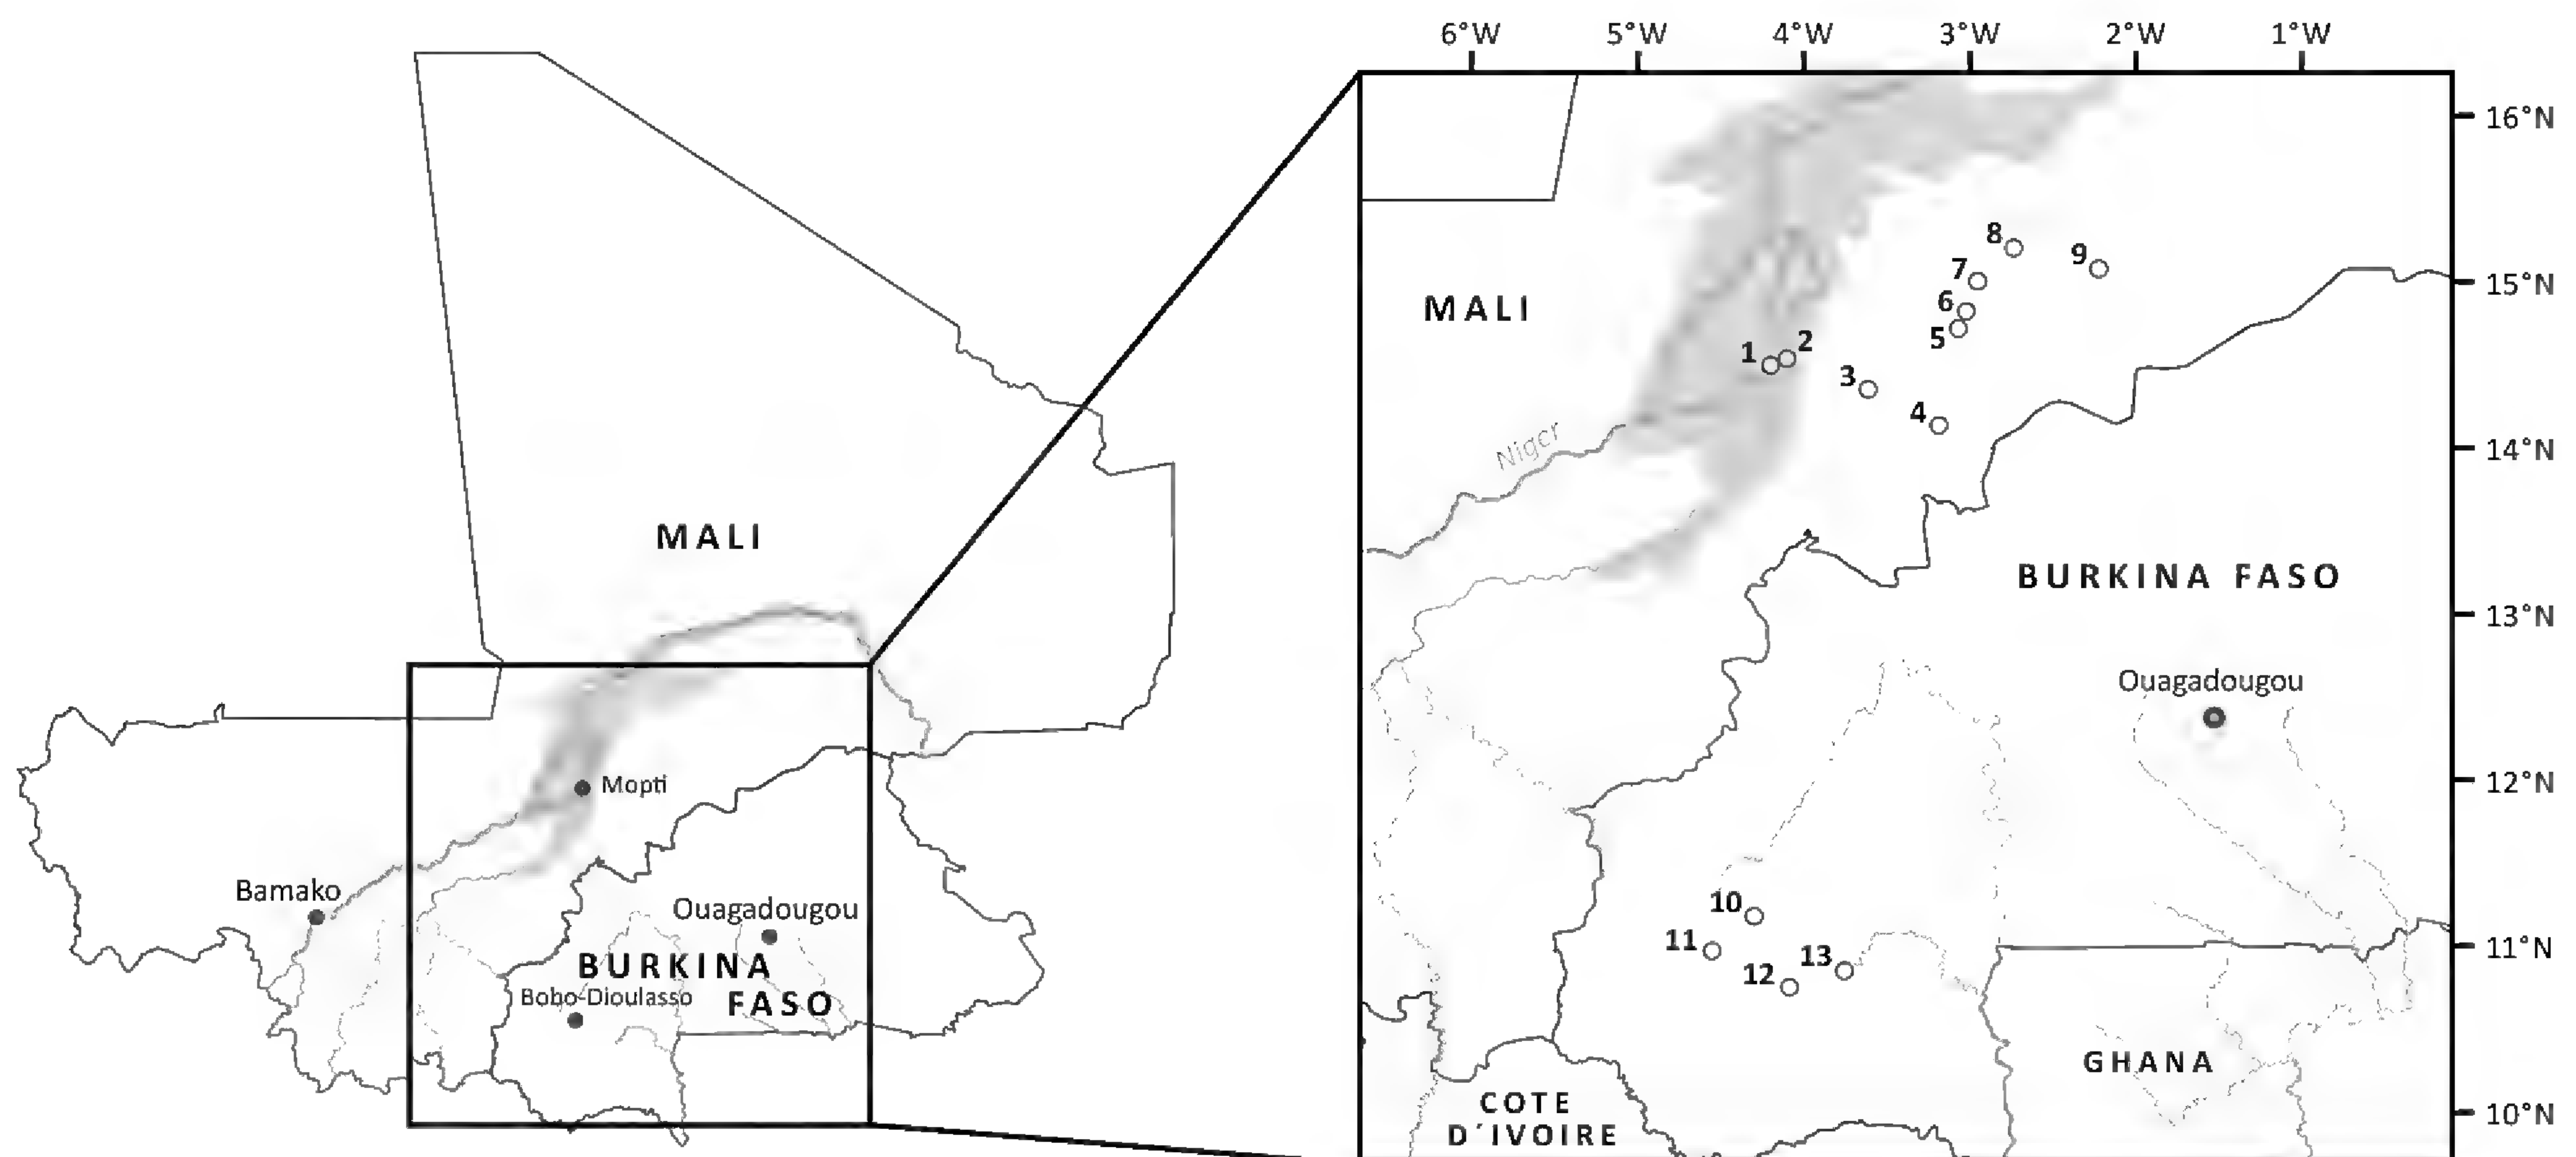 6°W 5°W 4°W 3°W 2°W 1°W
16°N
8
9
7
15°N
MALI
6
5
2
1
3
4
14°N
Niger
MALI
BURKINA FASO
13°N
Ouagadougou
Mopti
12°N
Bamako
Ouagadougou
10
11
11°N
BURKINA
13
12
Bobo-Dioulasso
FASO
GHANA
COTE
D´IVOIRE
10°N